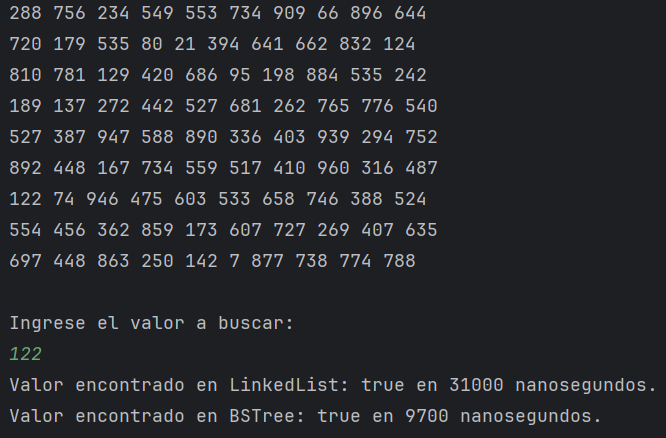 288 756 234 549 553 734 909 66 896 644
720 179 535 80 21 394 641 662 832 124
810 781 129 420 686 95 198 884 535 242
189 137 272 442 527 681 262 765 776 540
527 387 947 588 890 336 403 939 294 752
892 448 167 734 559 517 410 960 316 487
122 74 946 475 603 533 658 746 388 524
554 456 362 859 173 607 727 269 407 635
697 448 863 250 142 7 877 738 774 788
Ingrese el valor a buscar:
122
Valor encontrado en LinkedList: true en 31000 nanosegundos.
Valor encontrado en BSTree: true en 9700 nanosegundos.